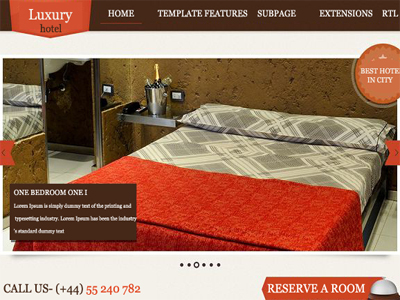 Luxury
hotel
HOME
TEMPLATE FEATURES
SUBPAGE
EXTENSIONS
RTL
BEST HOTE
IN CITY
ONE BEDROOM ONE I
Lorem Ipsum is simply dummy text of the printing and
typesetting industry. Lorem Ipsum has been the industry
's standard dummy text
CALL US- (+44) 55 240 782
RESERVE A ROOM